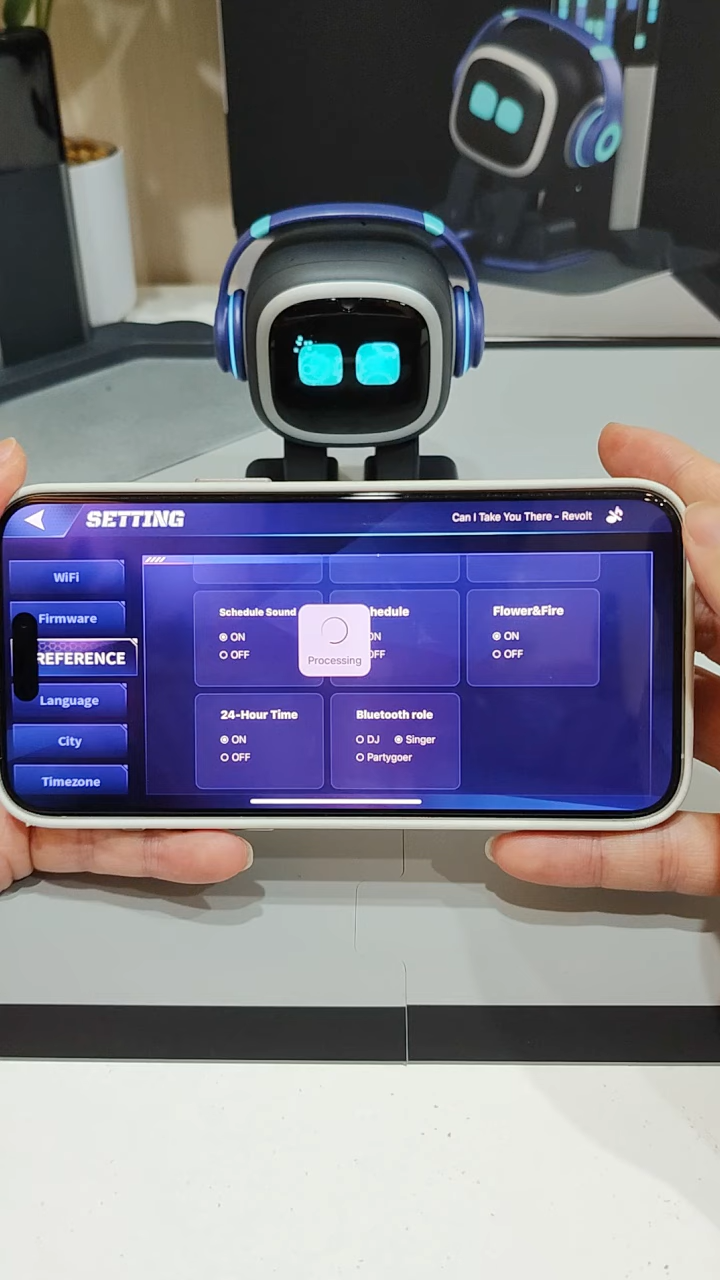 SETTING
Can I Take You There - Revolt
WiFi
Firmware
REFERENCE
Language
City
Timezone
Schedule Sound
ON
OFF
hedule
ON
OFF
Flower&Fire
ON
OFF
Processing
24-Hour Time
ON
OFF
Bluetooth role
DJ Singer
Partygoer